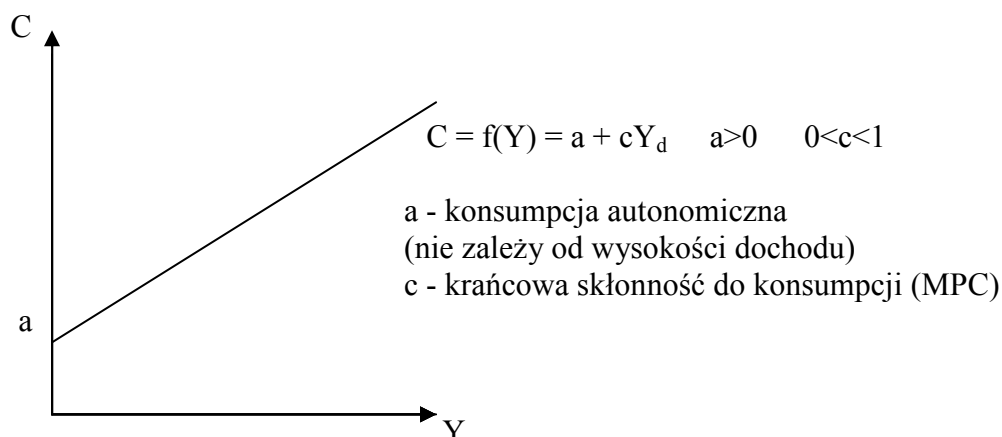 C
C = f(Y) = a + cY_d a>0 0<c<1
a - konsumpcja autonomiczna
(nie zależy od wysokości dochodu)
c - krańcowa skłonność do konsumpcji (MPC)
a
Y